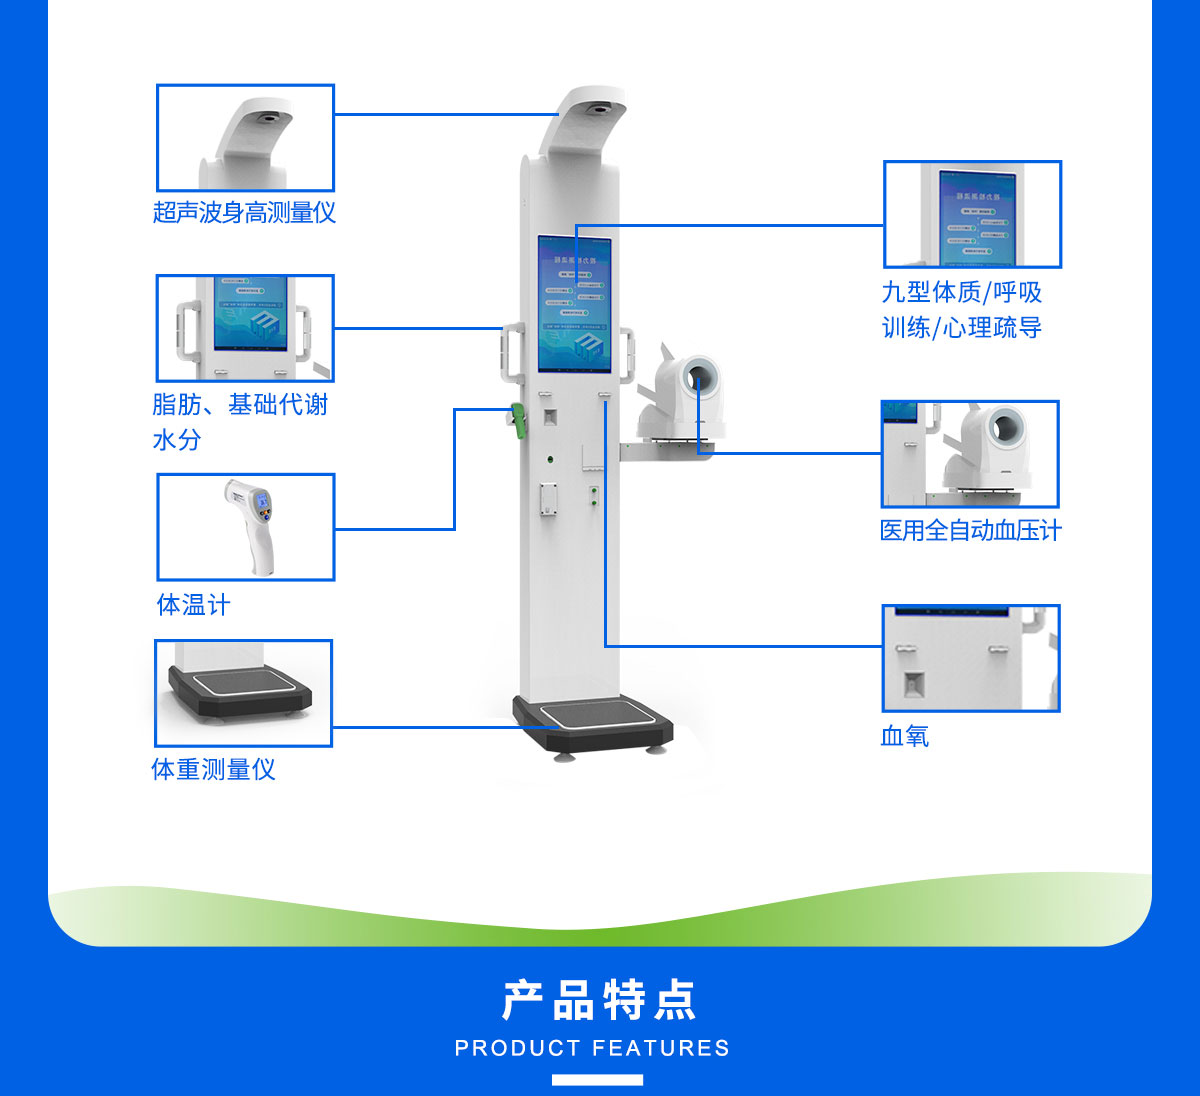 超声波身高测量仪
脂肪、基础代谢
水分
体温计
体重测量仪
九型体质/呼吸
训练/心理疏导
医用全自动血压计
血氧
产品特点
PRODUCT FEATURES